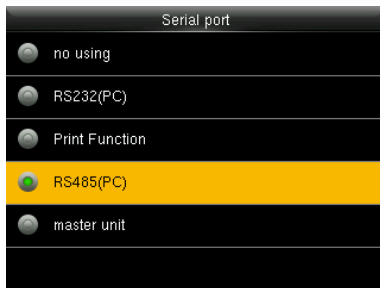 Serial port
no using
RS232(PC)
Print Function
RS485(PC)
master unit